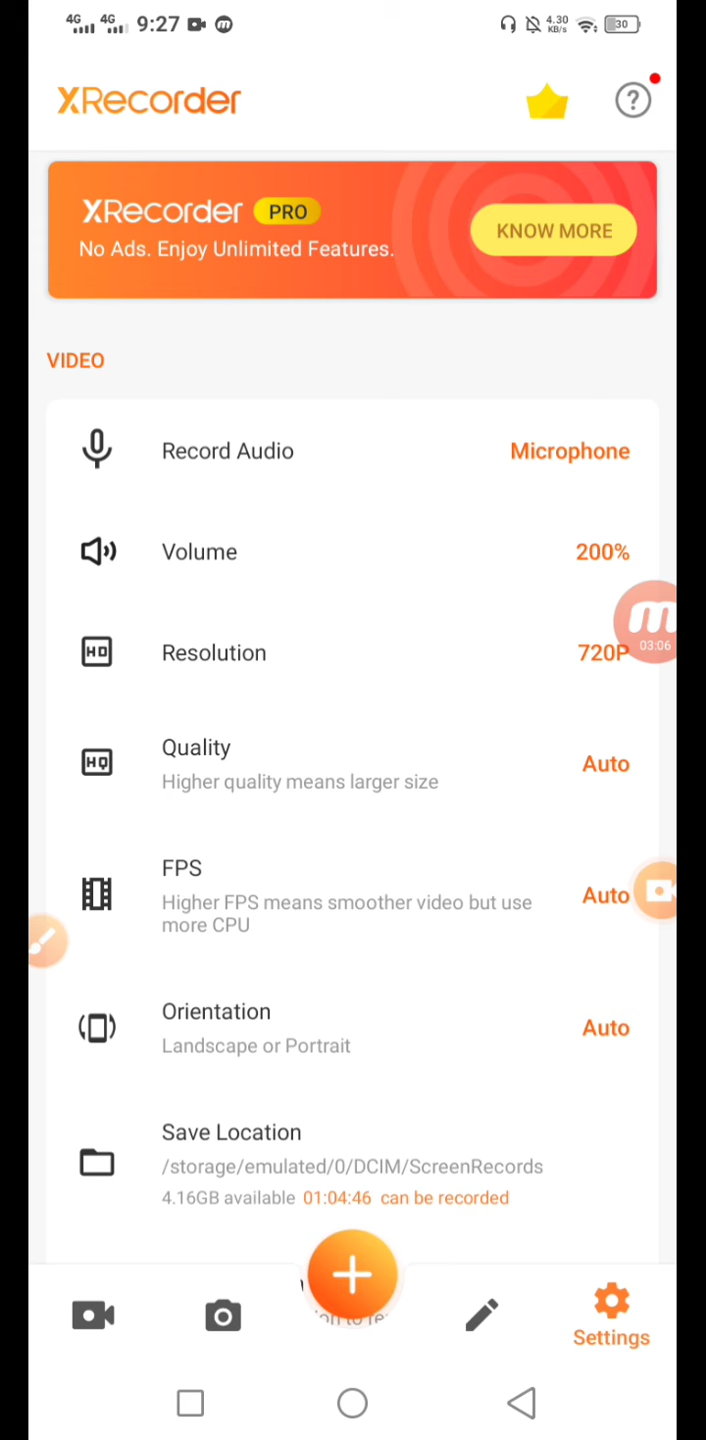 4G 4G 9:27 4.30 KB/s 30
XRecorder
XRecorder PRO
No Ads. Enjoy Unlimited Features.
KNOW MORE
VIDEO
Record Audio Microphone
Volume 200%
03:06
HD Resolution 720P
Quality
HQ Auto
Higher quality means larger size
FPS
Higher FPS means smoother video but use Auto
more CPU
Orientation
Auto
Landscape or Portrait
Save Location
/storage/emulated/0/DCIM/ScreenRecords
4.16GB available 01:04:46 can be recorded
Settings